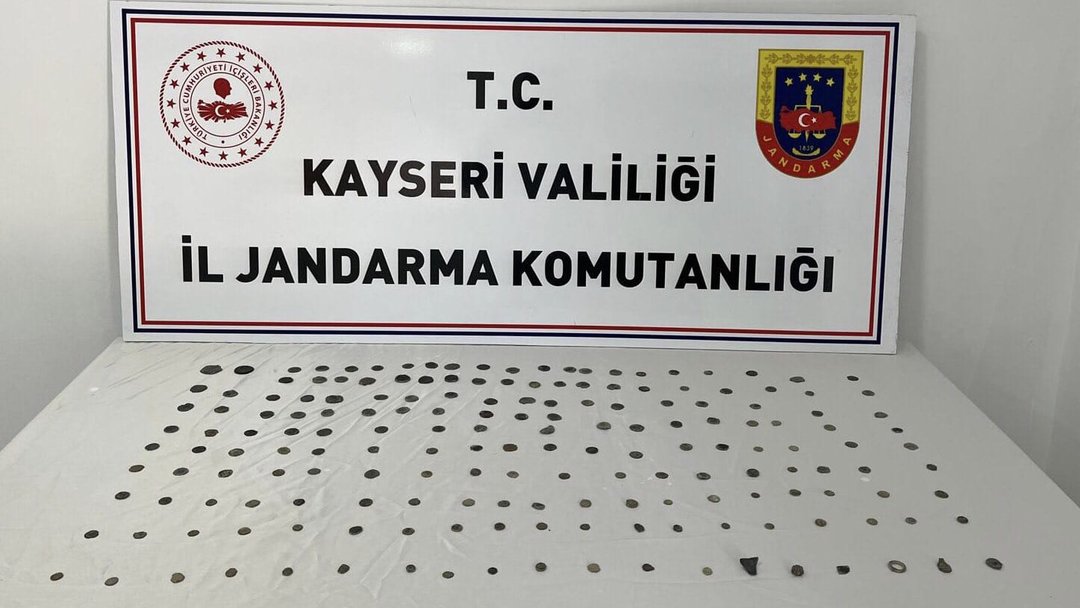 TÜRKİYE CUMHURİYETİ İÇİŞLERİ BAKANLIĞI
T.C.
KAYSERİ VALİLİĞİ
İL JANDARMA KOMUTANLIĞI
1839
JANDARMA